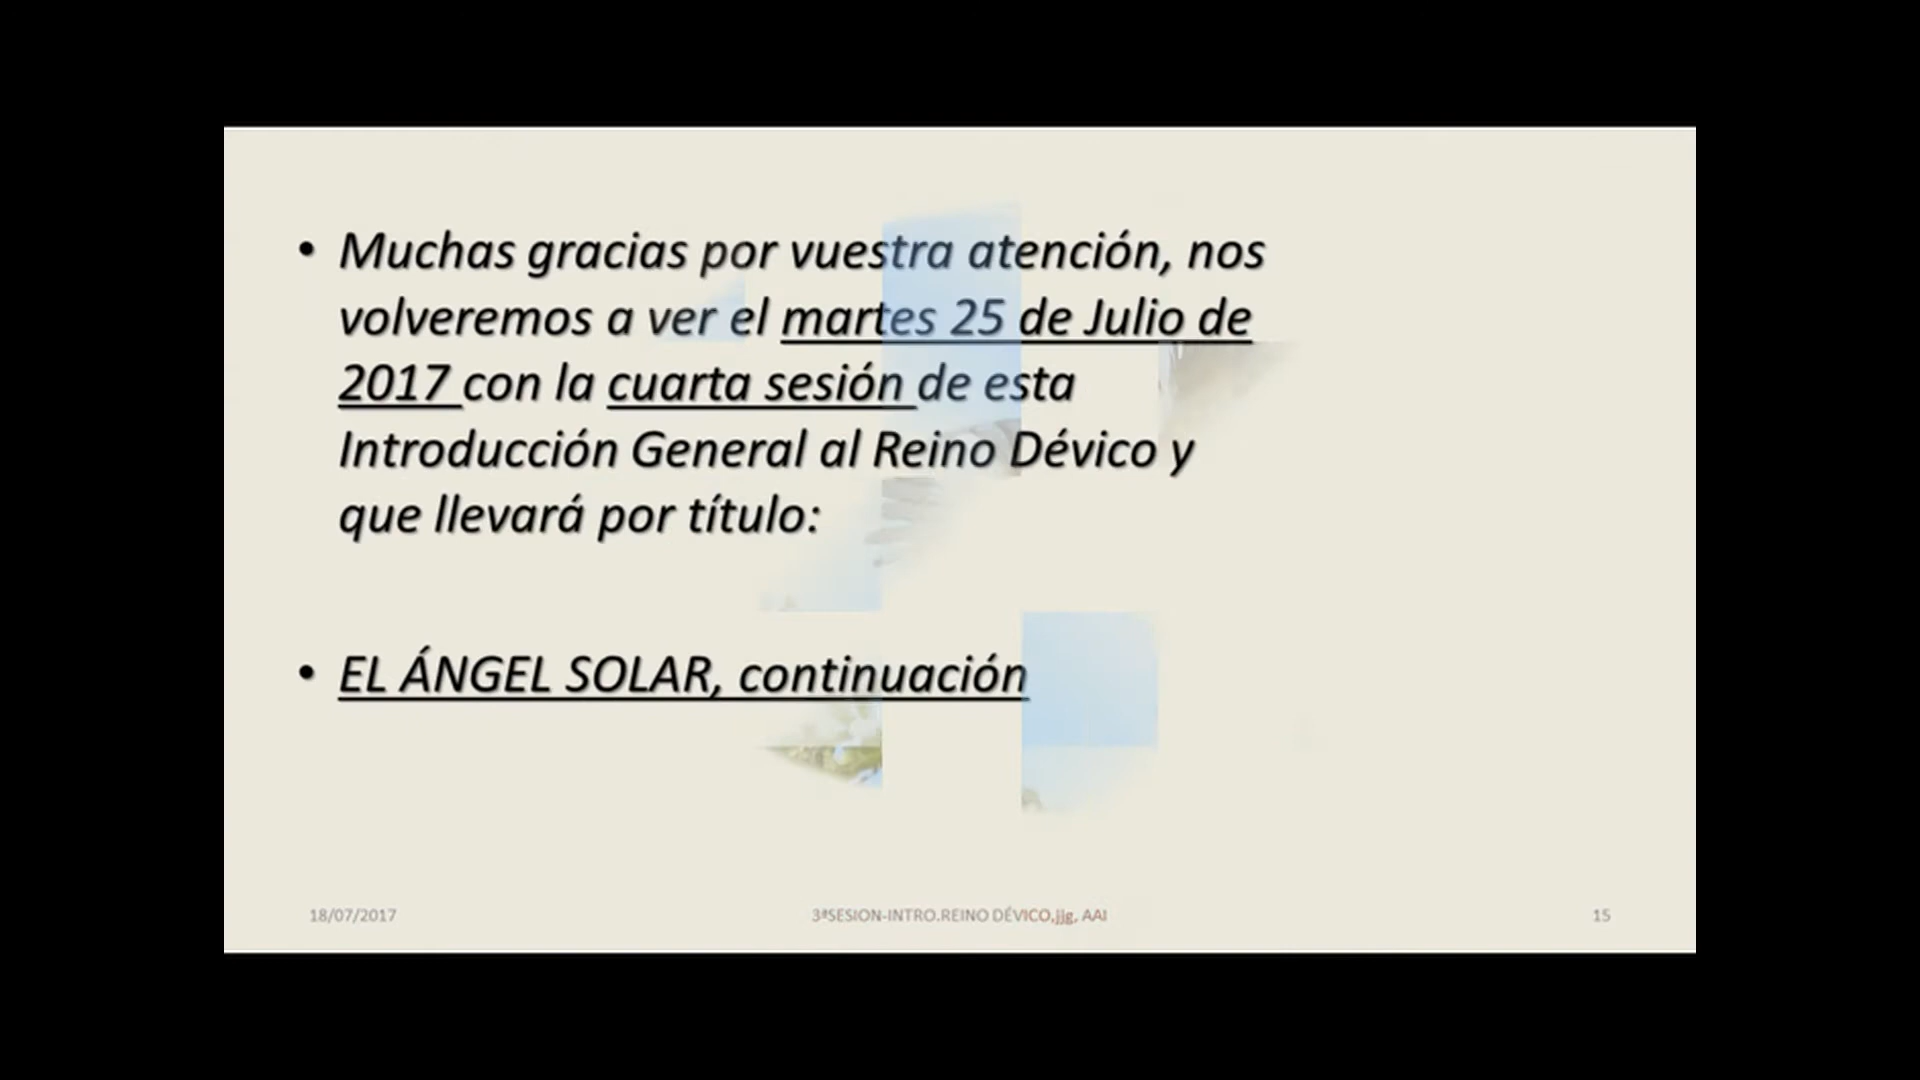 • Muchas gracias por vuestra atención, nos
volveremos a ver el martes 25 de Julio de
2017 con la cuarta sesión de esta
Introducción General al Reino Dévico y
que llevará por título:
• EL ÁNGEL SOLAR, continuación
18/07/2017
3ªSESION-INTRO.REINO DÉVICO,jjg, AAI
15